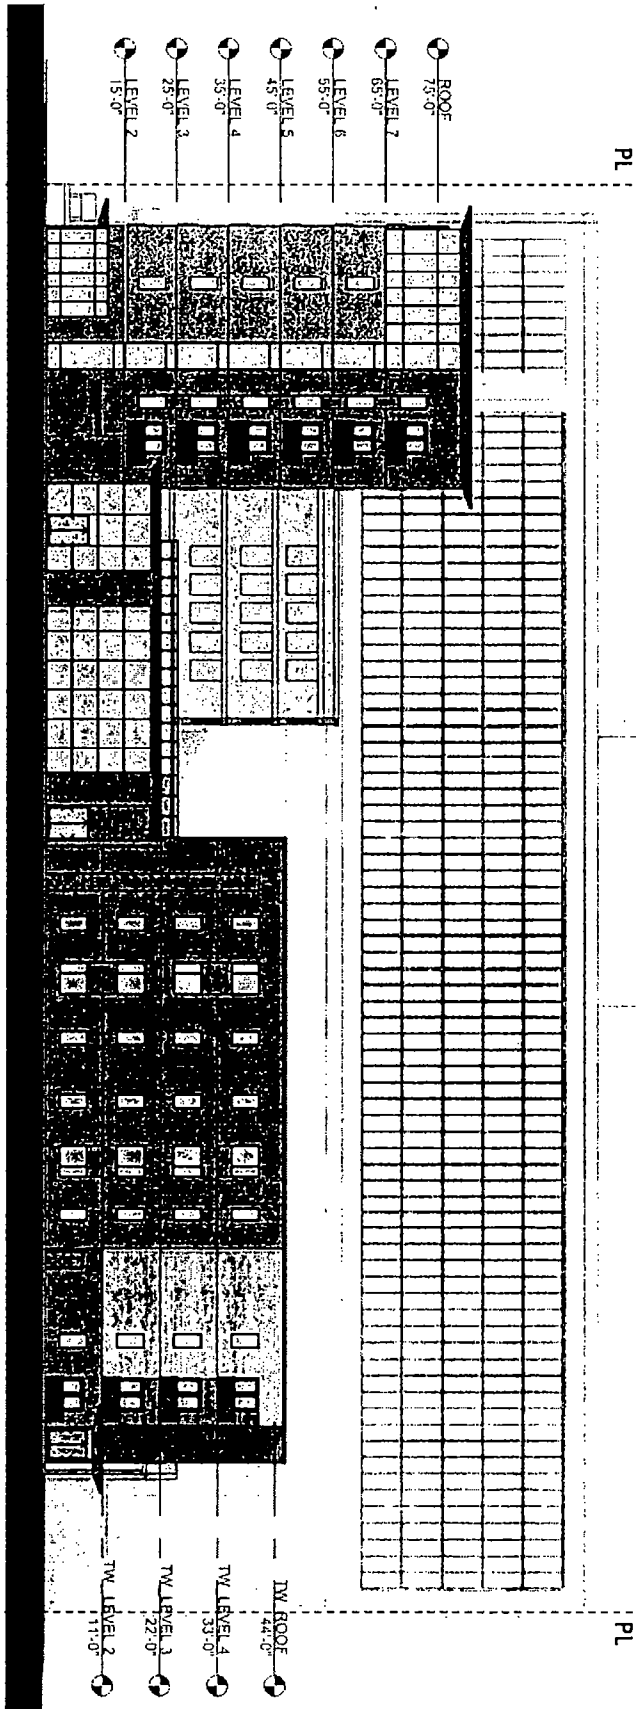 PL
ROOF
75'-0"
LEVEL 7
65'-0"
LEVEL 6
55'-0"
LEVEL 5
45'-0"
LEVEL 4
35'-0"
LEVEL 3
25'-0"
LEVEL 2
15'-0"
PL
TW. ROOF
44'-0"
TW. LEVEL 4
33'-0"
TW. LEVEL 3
22'-0"
TW. LEVEL 2
11'-0"